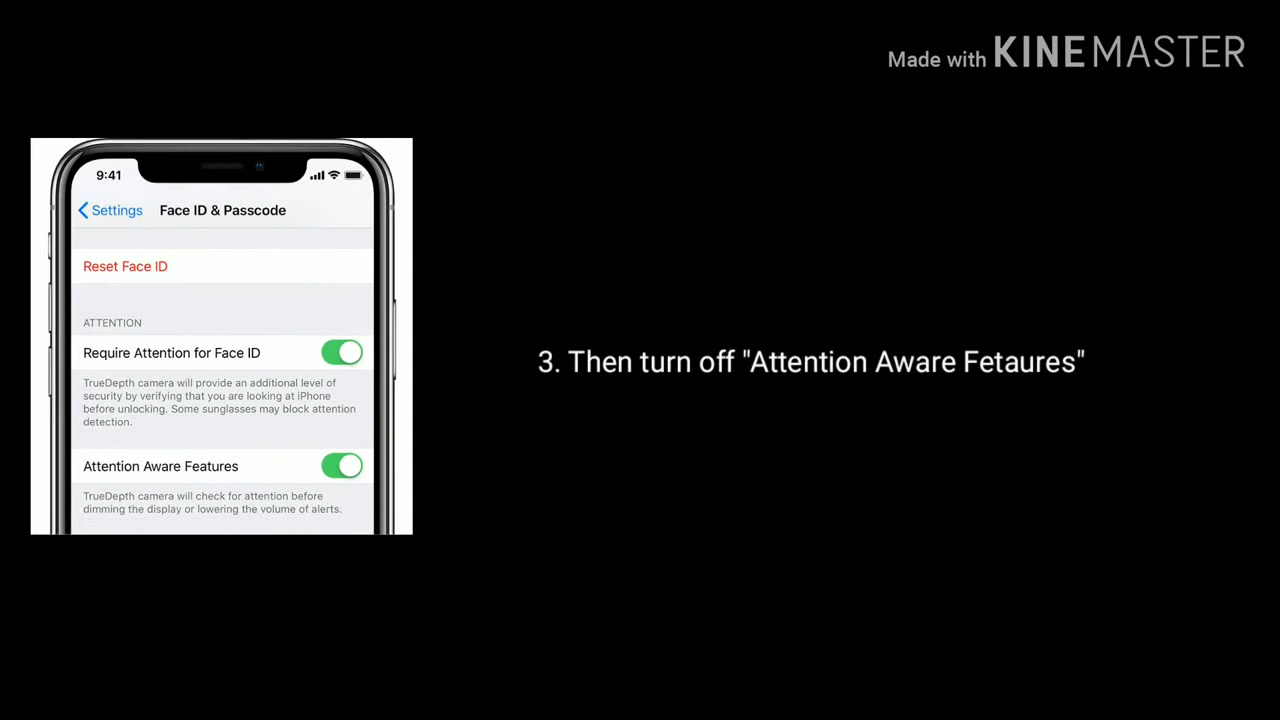 Made with KINEMASTER
9:41
Settings Face ID & Passcode
Reset Face ID
ATTENTION
Require Attention for Face ID
TrueDepth camera will provide an additional level of
security by verifying that you are looking at iPhone
before unlocking. Some sunglasses may block attention
detection.
Attention Aware Features
TrueDepth camera will check for attention before
dimming the display or lowering the volume of alerts.
3. Then turn off "Attention Aware Fetaures"